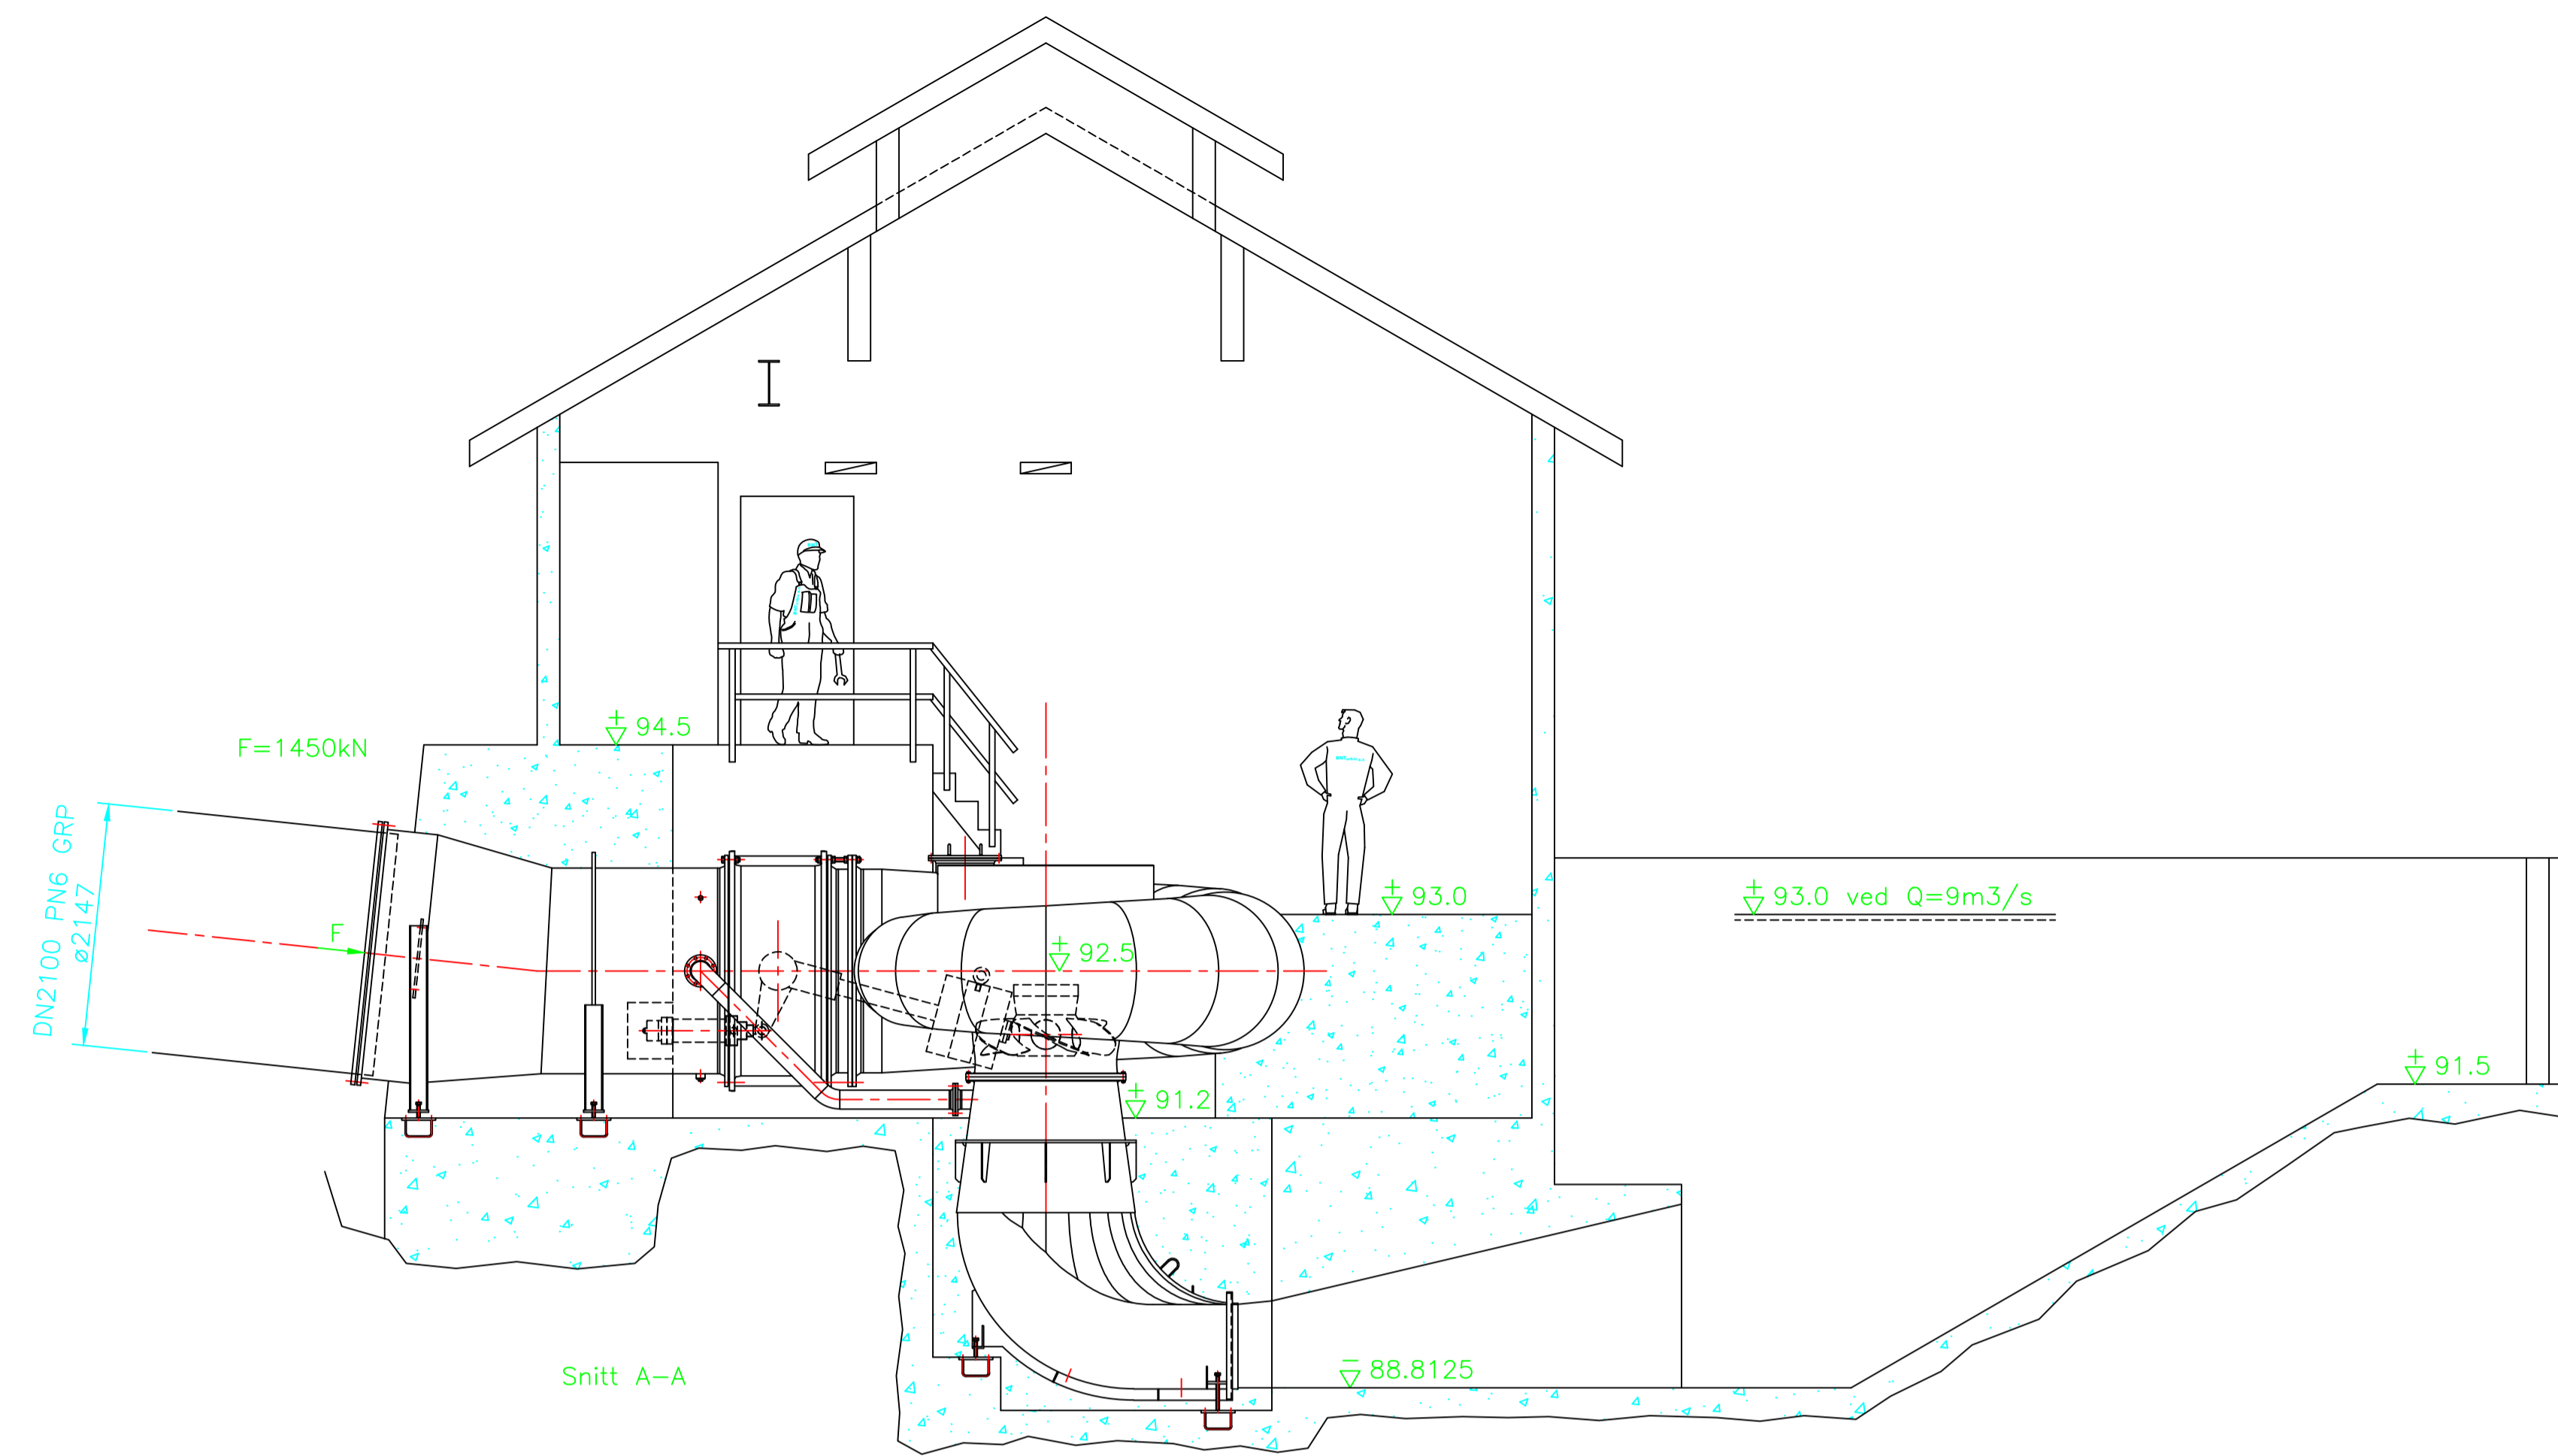 ± 94.5
F=1450kN
DN2100 PN6 GRP
ø2147
F
± 93.0
± 93.0 ved Q=9m3/s
± 92.5
± 91.5
± 91.2
Snitt A-A
− 88.8125